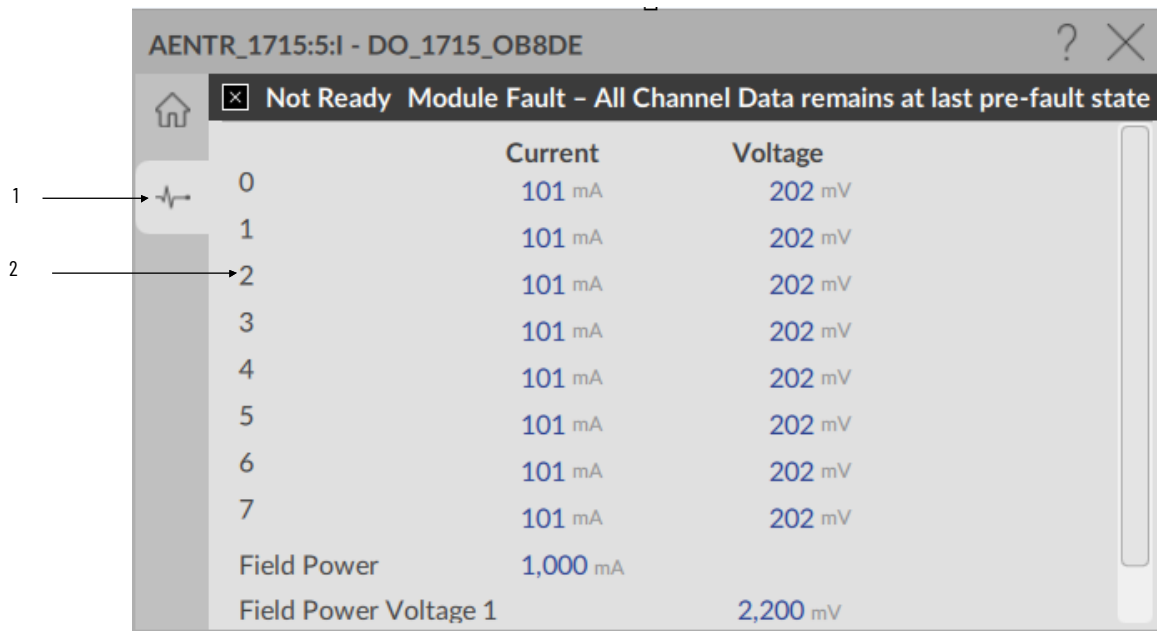 AENTR_1715:5:I - DO_1715_OB8DE ?
Not Ready Module Fault – All Channel Data remains at last pre-fault state
Current Voltage
0 101 mA 202 mV
1 101 mA 202 mV
2 101 mA 202 mV
3 101 mA 202 mV
4 101 mA 202 mV
5 101 mA 202 mV
6 101 mA 202 mV
7 101 mA 202 mV
Field Power 1,000 mA
Field Power Voltage 1 2,200 mV
1
2